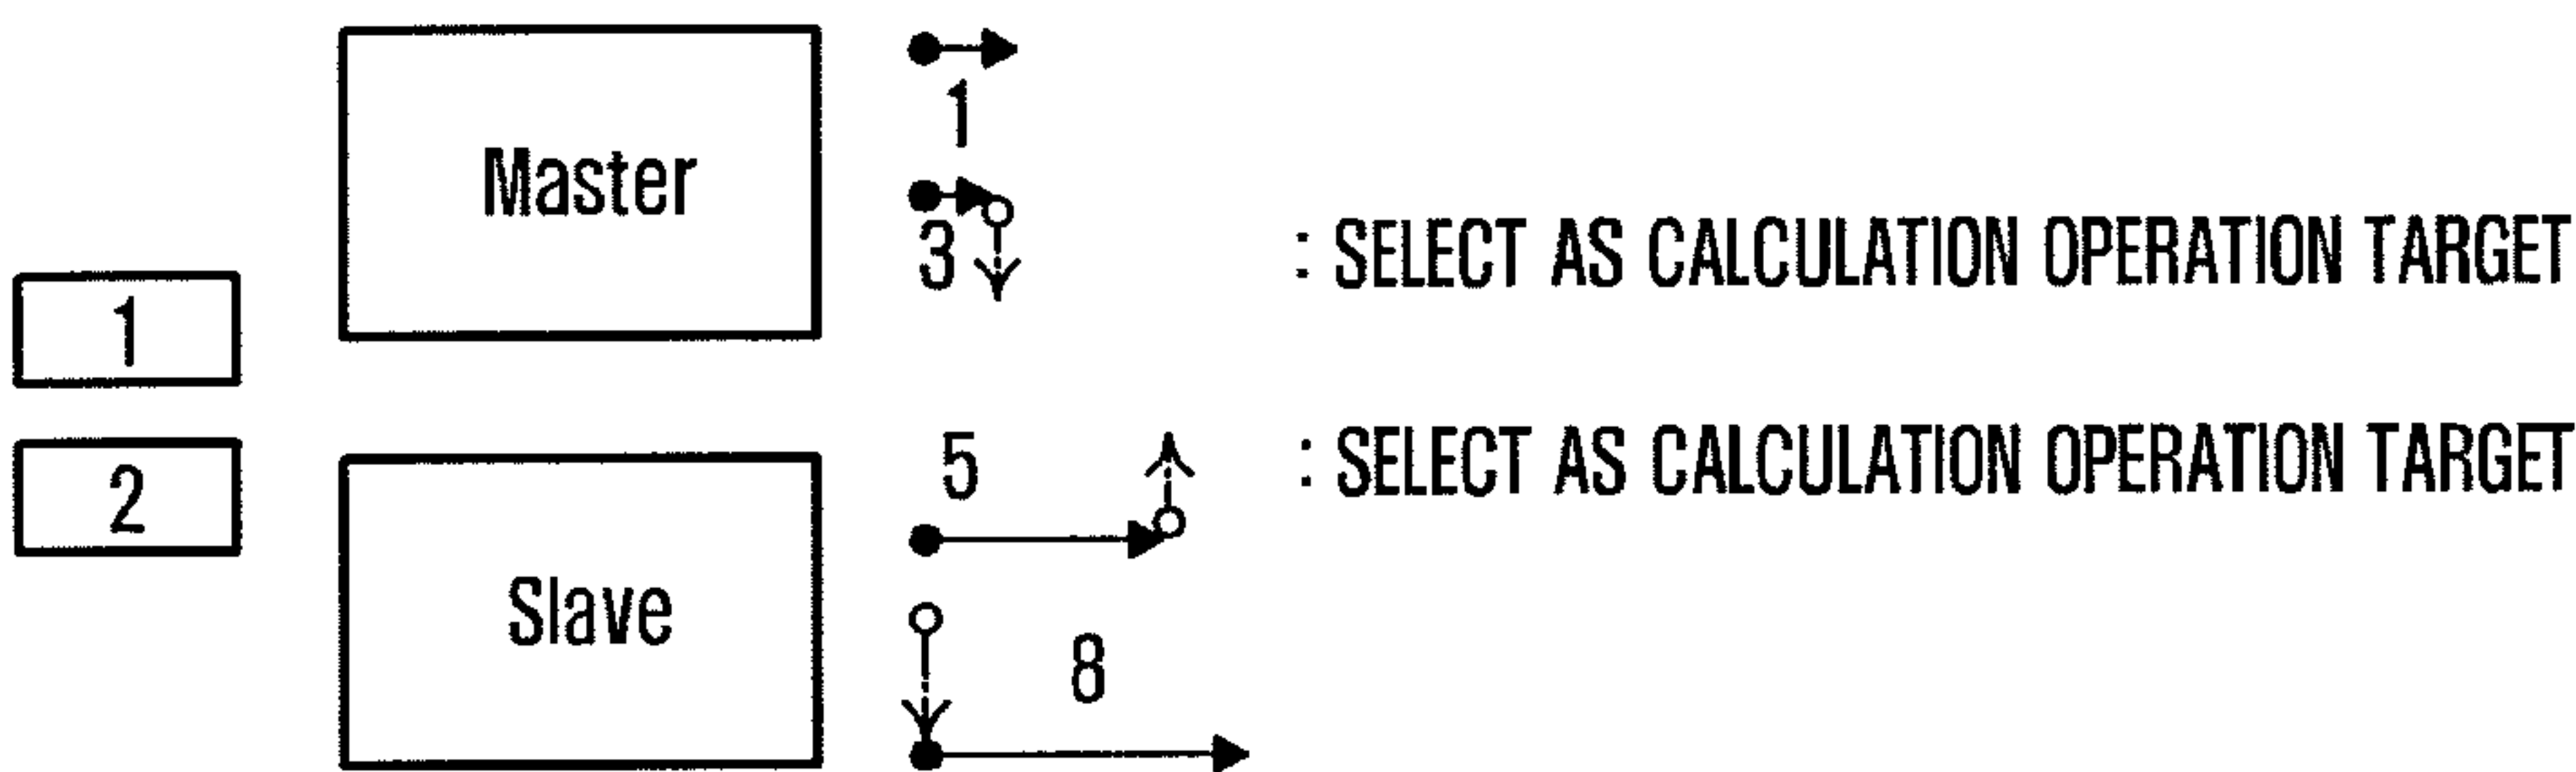 1
Master
3
: SELECT AS CALCULATION OPERATION TARGET
1
5
: SELECT AS CALCULATION OPERATION TARGET
2
Slave
8